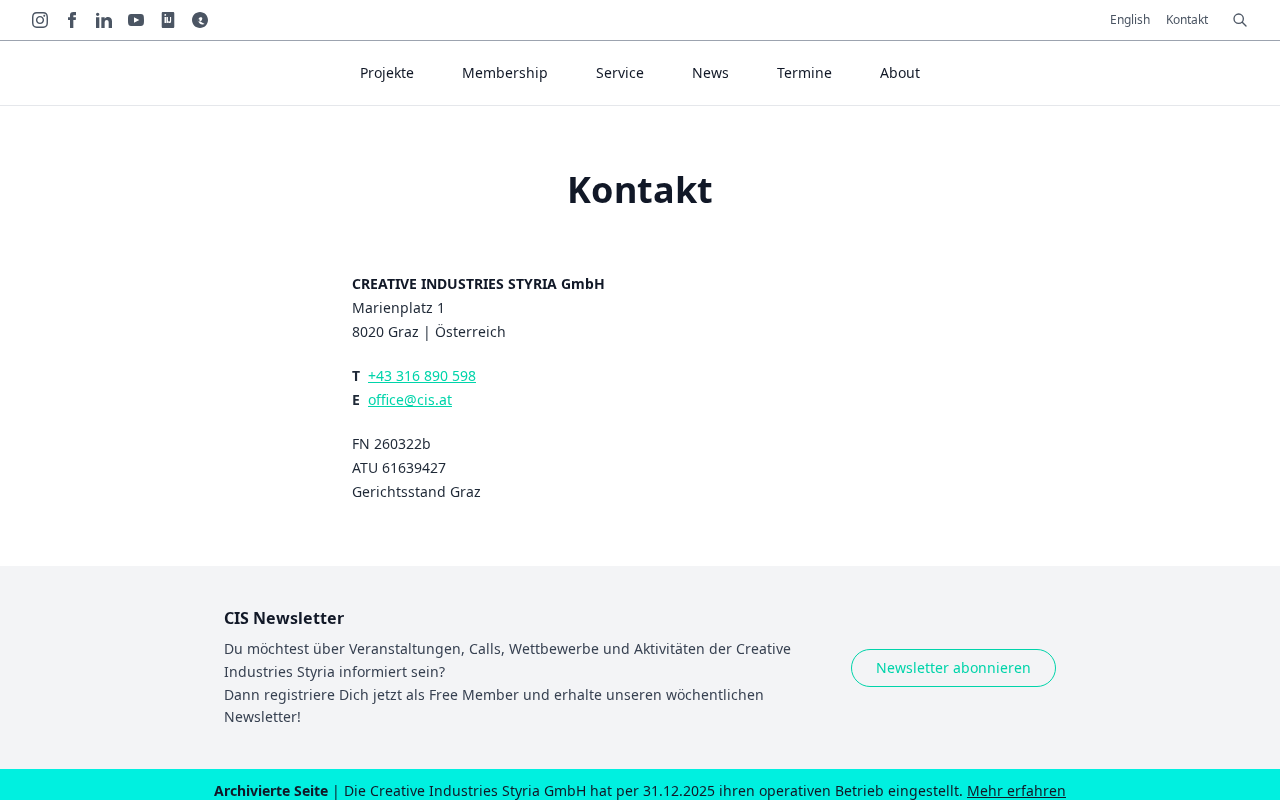 English Kontakt
Projekte Membership Service News Termine About
Kontakt
CREATIVE INDUSTRIES STYRIA GmbH
Marienplatz 1
8020 Graz | Österreich
T +43 316 890 598
E office@cis.at
FN 260322b
ATU 61639427
Gerichtsstand Graz
CIS Newsletter
Du möchtest über Veranstaltungen, Calls, Wettbewerbe und Aktivitäten der Creative
Industries Styria informiert sein?
Dann registriere Dich jetzt als Free Member und erhalte unseren wöchentlichen
Newsletter!
Newsletter abonnieren
Archivierte Seite | Die Creative Industries Styria GmbH hat per 31.12.2025 ihren operativen Betrieb eingestellt. Mehr erfahren